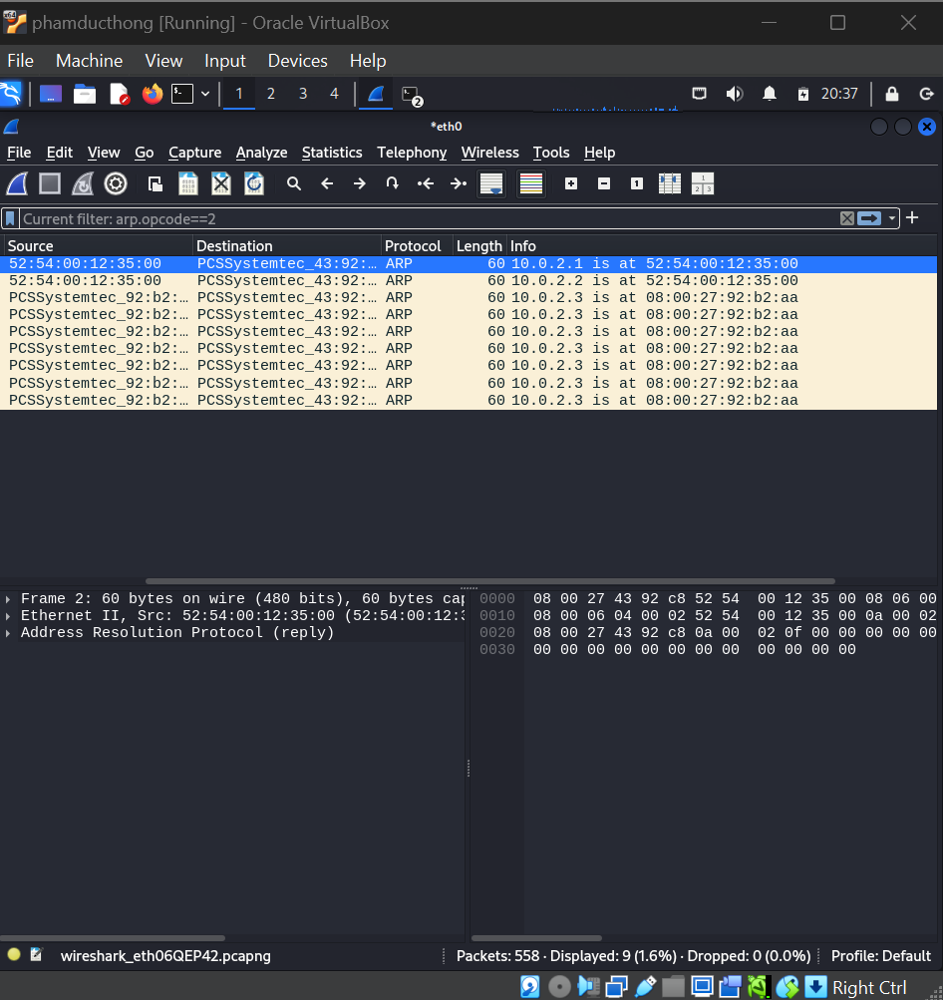 phamducthong [Running] - Oracle VirtualBox
File Machine View Input Devices Help
1 2 3 4 2 20:37
*eth0
File Edit View Go Capture Analyze Statistics Telephony Wireless Tools Help
Current filter: arp.opcode==2
Source Destination Protocol Length Info
52:54:00:12:35:00 PCSSystemtec_43:92:… ARP 60 10.0.2.1 is at 52:54:00:12:35:00
52:54:00:12:35:00 PCSSystemtec_43:92:… ARP 60 10.0.2.2 is at 52:54:00:12:35:00
PCSSystemtec_92:b2:… PCSSystemtec_43:92:… ARP 60 10.0.2.3 is at 08:00:27:92:b2:aa
PCSSystemtec_92:b2:… PCSSystemtec_43:92:… ARP 60 10.0.2.3 is at 08:00:27:92:b2:aa
PCSSystemtec_92:b2:… PCSSystemtec_43:92:… ARP 60 10.0.2.3 is at 08:00:27:92:b2:aa
PCSSystemtec_92:b2:… PCSSystemtec_43:92:… ARP 60 10.0.2.3 is at 08:00:27:92:b2:aa
PCSSystemtec_92:b2:… PCSSystemtec_43:92:… ARP 60 10.0.2.3 is at 08:00:27:92:b2:aa
PCSSystemtec_92:b2:… PCSSystemtec_43:92:… ARP 60 10.0.2.3 is at 08:00:27:92:b2:aa
PCSSystemtec_92:b2:… PCSSystemtec_43:92:… ARP 60 10.0.2.3 is at 08:00:27:92:b2:aa
Frame 2: 60 bytes on wire (480 bits), 60 bytes cap
Ethernet II, Src: 52:54:00:12:35:00 (52:54:00:12:3
Address Resolution Protocol (reply)
0000 08 00 27 43 92 c8 52 54 00 12 35 00 08 06 00
0010 08 00 06 04 00 02 52 54 00 12 35 00 0a 00 02
0020 08 00 27 43 92 c8 0a 00 02 0f 00 00 00 00 00
0030 00 00 00 00 00 00 00 00 00 00 00 00
wireshark_eth06QEP42.pcapng Packets: 558 · Displayed: 9 (1.6%) · Dropped: 0 (0.0%) Profile: Default
Right Ctrl